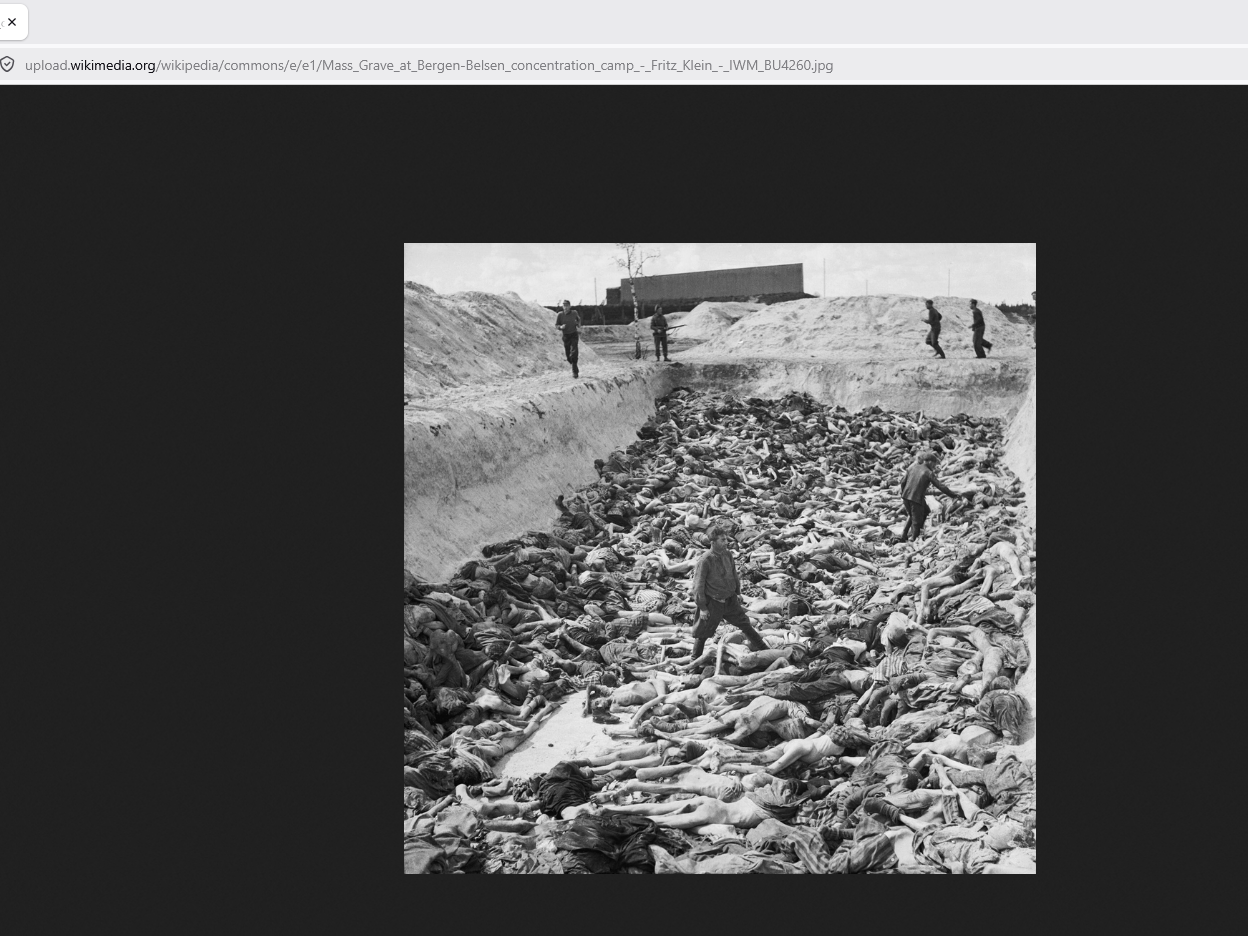 upload.wikimedia.org/wikipedia/commons/e/e1/Mass_Grave_at_Bergen-Belsen_concentration_camp_-_Fritz_Klein_-_IWM_BU4260.jpg